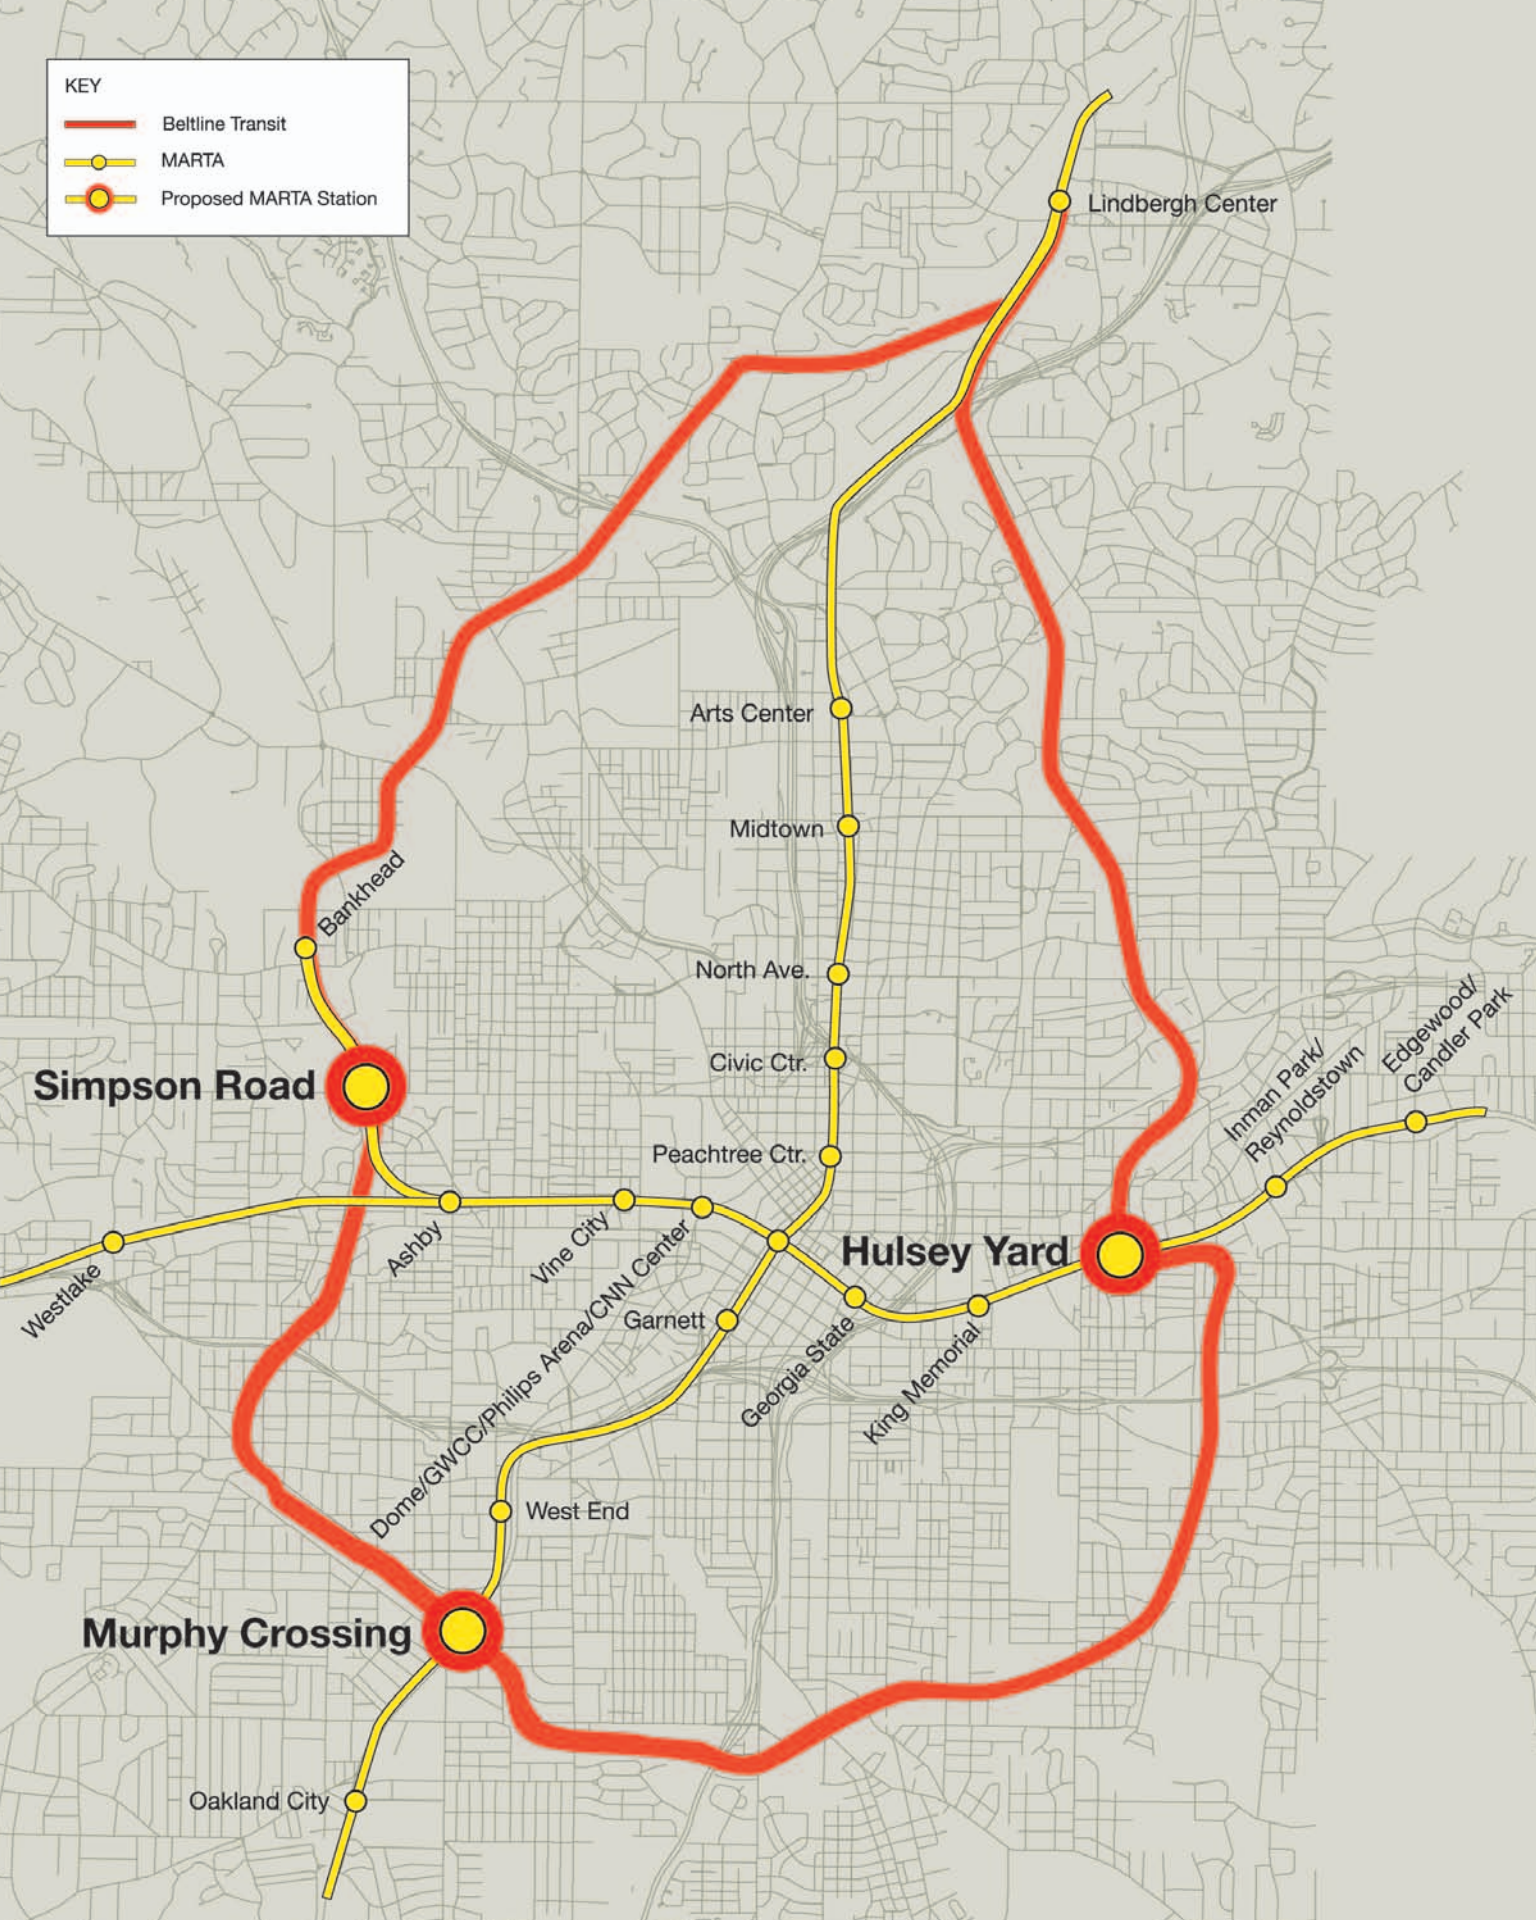 KEY
Beltline Transit
MARTA
Proposed MARTA Station
Lindbergh Center
Arts Center
Midtown
Bankhead
North Ave.
Civic Ctr.
Edgewood/
Candler Park
Inman Park/
Reynoldstown
Simpson Road
Peachtree Ctr.
Ashby
Vine City
Hulsey Yard
Westlake
Dome/GWCC/Philips Arena/CNN Center
Garnett
Georgia State
King Memorial
West End
Murphy Crossing
Oakland City